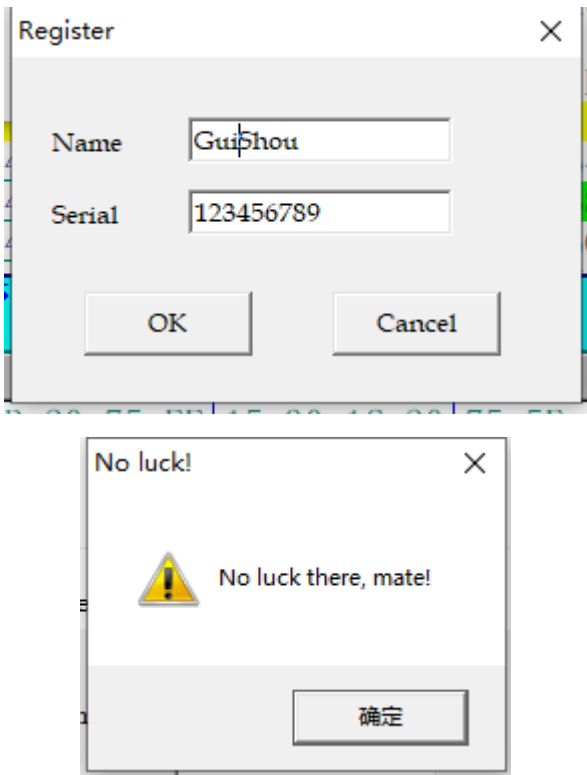 Register
Name GuiShou
Serial 123456789
OK Cancel
No luck!
No luck there, mate!
确定